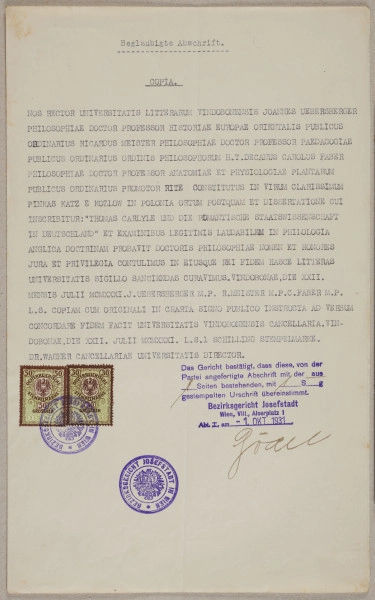 Beglaubigte Abschrift.
COPIA.
NOS RECTOR UNIVERSITATIS LITTERARUM VINDOBONENSIS JOANNES UEBERSBERGER
PHILOSOPHIAE DOCTOR PROFESSOR HISTORIAE EUROPAE ORIENTALIS PUBLICUS
ORDINARIUS RICANDUS MEISTER PHILOSOPHIAE DOCTOR PROFESSOR PAEDAGOGIAE
PUBLICUS ORDINARIUS ORDINIS PHILOSOPHORUM H.T.DECANUS CAROLUS FABER
PHILOSOPHIAE DOCTOR PROFESSOR ANATOMIAE ET PHYSIOLOGIAE PLANTARUM
PUBLICUS ORDINARIUS PROMOTOR RITE CONSTITUTUS IN VIRUM CLARISSIMUM
PINKAS KATZ E KOZLOW IN POLONIA ORTUM POSTQUAM ET DISSERTATIONE CUI
INSCRIBITUR:"THOMAS CARLYLE UND DIE ROMANTISCHE STAATSWISSENSCHAFT
IN DEUTSCHLAND" ET EXAMINIBUS LEGITIMIS LAUDABILEM IN PHILOLOGIA
ANGLICA DOCTRINAM PROBAVIT DOCTORIS PHILOSOPHIAE NOMEN ET HONORES
JURA ET PRIVILEGIA CONTULIMUS IN EIUSQUE REI FIDEM HASCE LITTERAS
UNIVERSITATIS SIGILLO SANCIENDAS CURAVIMUS.VINDOBONAE,DIE XXII.
MENSIS JULII MCMXXXI.J.UEBERSBERGER M.P. R.MEISTER M.P.C.FABER M.P.
L.S. COPIAM CUM ORIGINALI IN CHARTA SIGNO PUBLICO INSTRUCTA AD VERBUM
CONCORDARE FIDEM FACIT UNIVERSITATIS VINDOBONENSIS CANCELLARIA,VIN-
DOBONAE,DIE XXII. JULII MCMXXXI. L.S.1 SCHILLING STEMPELMARKE.
DR.WAUSER CANCELLARIAE UNIVERSITATIS DIRECTOR.
Das Gericht bestätigt, dass diese, von der
Partei angefertigte Abschrift mit der aus
1 Seiten bestehenden, mit 1 S g
gestempelten Urschrift übereinstimmt.
Bezirksgericht Josefstadt
Wien, VIII., Alserplatz 1
Abt. I, am - 1. OKT. 1931
50 50
BEZIRKSGERICHT JOSEFSTADT IN WIEN